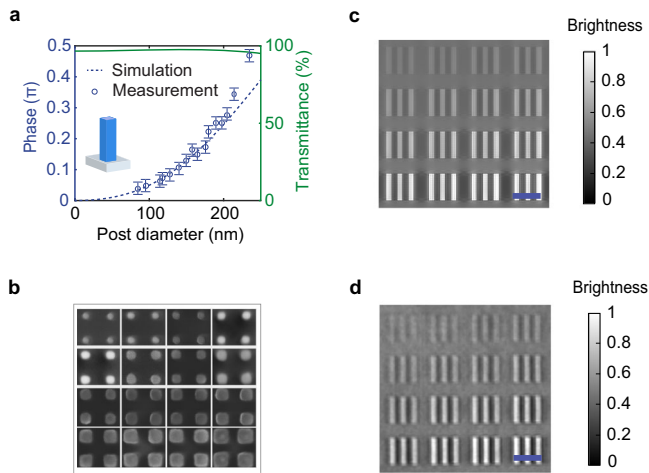 a
0.5
0.4
0.3
0.2
0.1
0
Phase (π)
Simulation
Measurement
100
50
0
Transmittance (%)
0
100
200
Post diameter (nm)
b
c
Brightness
1
0.8
0.6
0.4
0.2
0
d
Brightness
1
0.8
0.6
0.4
0.2
0